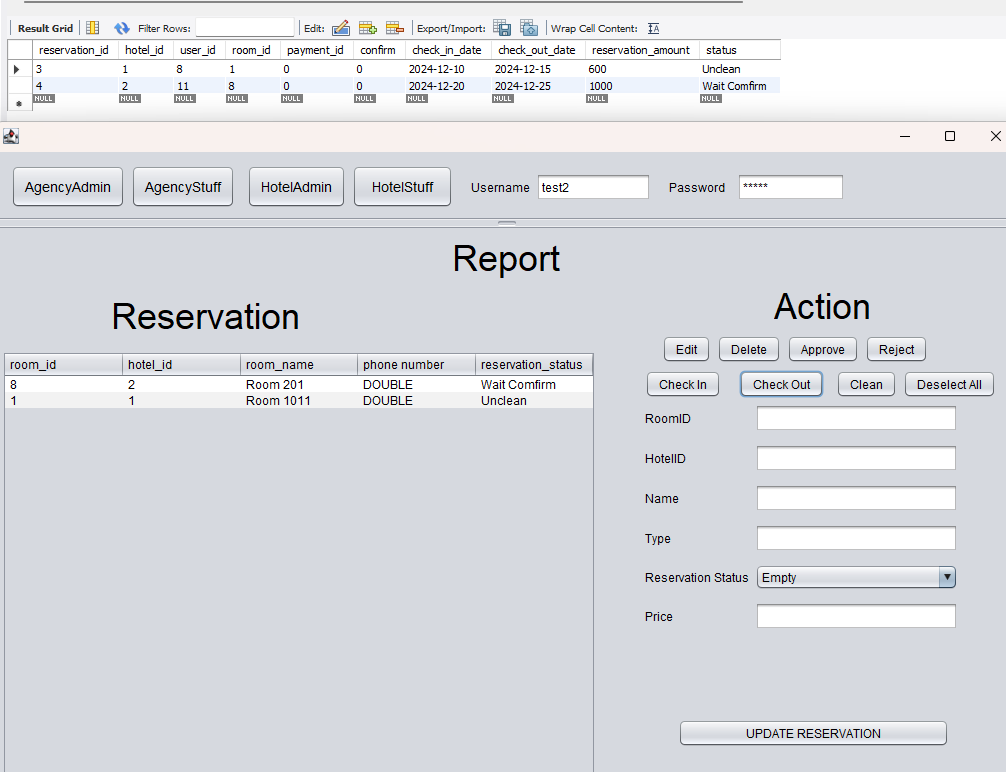 Result Grid Filter Rows: Edit: Export/Import: Wrap Cell Content:
reservation_id hotel_id user_id room_id payment_id confirm check_in_date check_out_date reservation_amount status
3 1 8 1 0 0 2024-12-10 2024-12-15 600 Unclean
4 2 11 8 0 0 2024-12-20 2024-12-25 1000 Wait Comfirm
NULL NULL NULL NULL NULL NULL NULL NULL NULL NULL
AgencyAdmin AgencyStuff HotelAdmin HotelStuff Username test2 Password *****
Report
Reservation
Action
room_id hotel_id room_name phone number reservation_status
8 2 Room 201 DOUBLE Wait Comfirm
1 1 Room 1011 DOUBLE Unclean
Edit Delete Approve Reject
Check In Check Out Clean Deselect All
RoomID
HotelID
Name
Type
Reservation Status Empty
Price
UPDATE RESERVATION